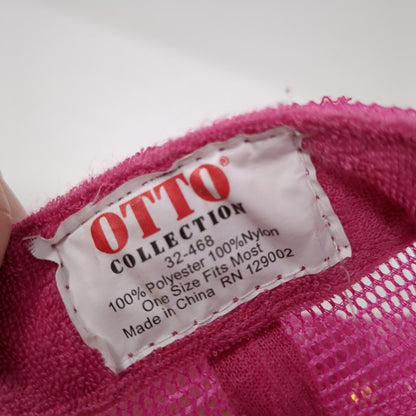 OTTO®
COLLECTION
32-468
100% Polyester 100%Nylon
One Size Fits Most
Made in China RN 129002